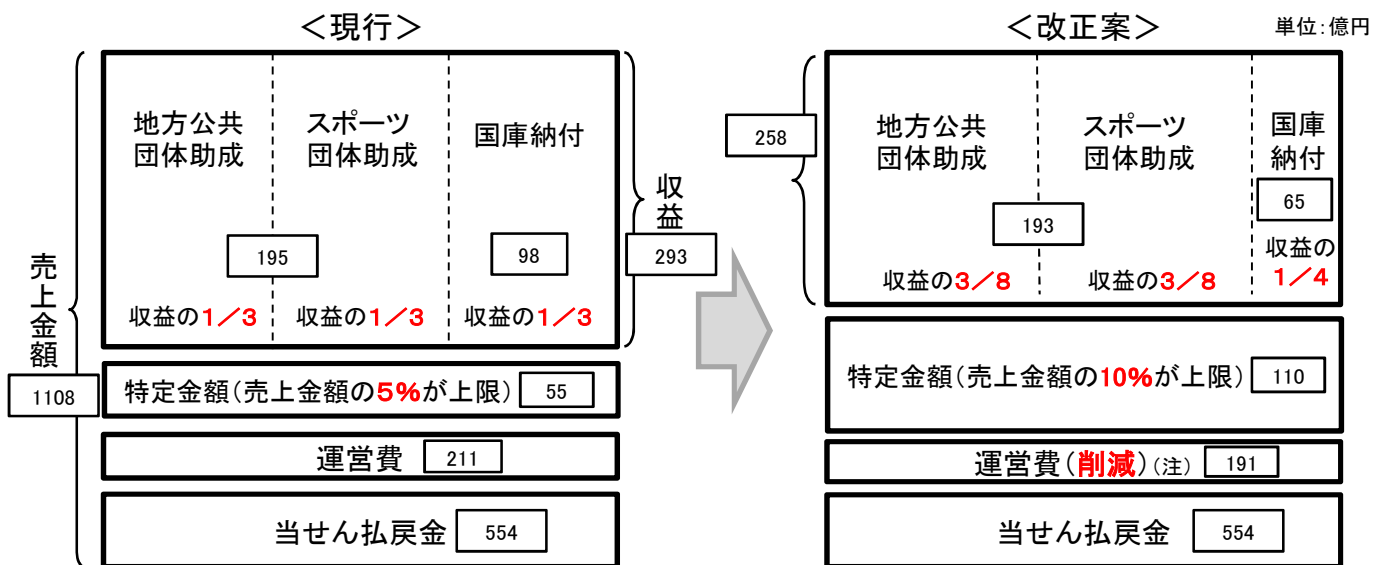 <現行>
売上金額
1108
地方公共
団体助成
スポーツ
団体助成
国庫納付
195
98
収益の1/3
収益の1/3
収益の1/3
収益
293
特定金額(売上金額の5%が上限)
55
運営費
211
当せん払戻金
554
<改正案>
単位:億円
258
地方公共
団体助成
スポーツ
団体助成
国庫
納付
65
193
収益の3/8
収益の3/8
収益の
1/4
特定金額(売上金額の10%が上限)
110
運営費(削減)(注)
191
当せん払戻金
554